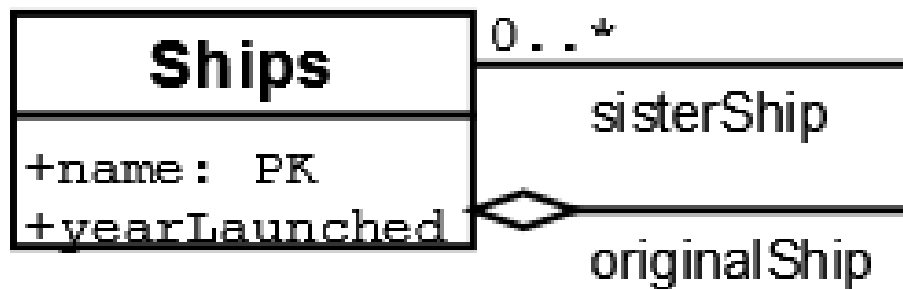 Ships
0..*
sisterShip
+name: PK
+yearLaunched
originalShip